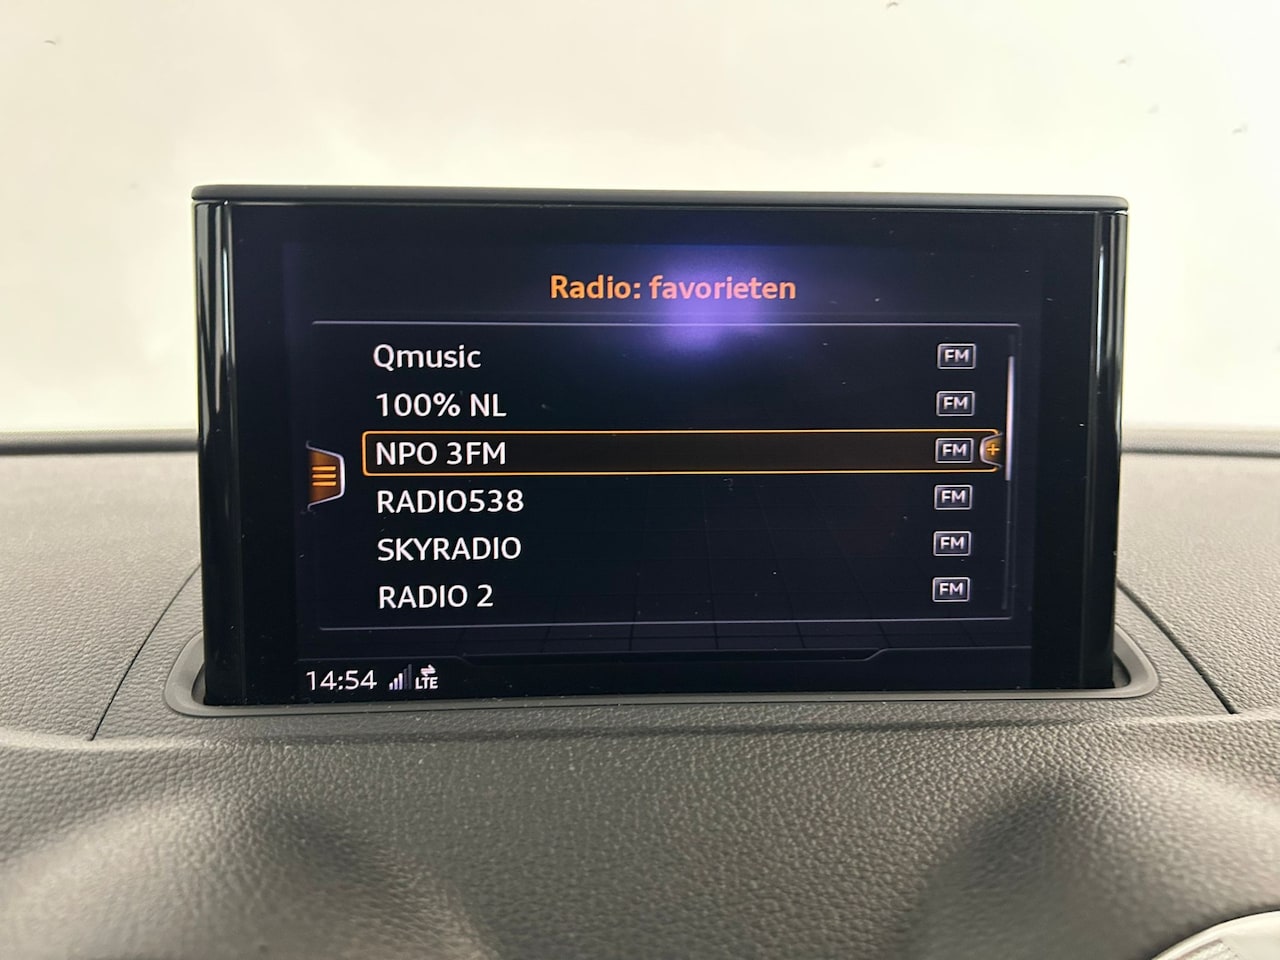 Radio: favorieten
Qmusic FM
100% NL FM
NPO 3FM FM +
RADIO538 FM
SKYRADIO FM
RADIO 2 FM
14:54 LTE